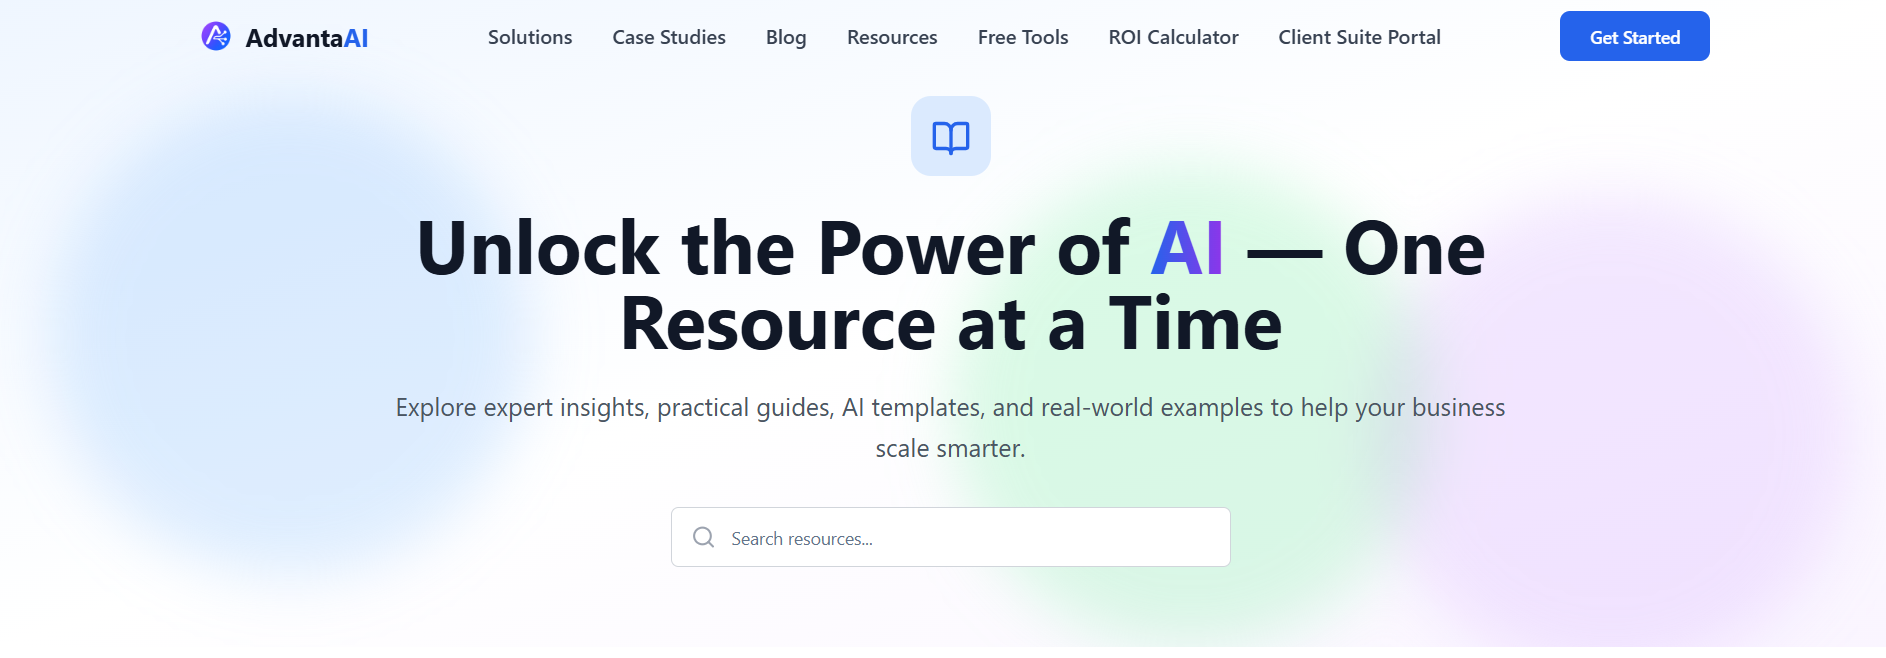 AdvantaAI
Solutions
Case Studies
Blog
Resources
Free Tools
ROI Calculator
Client Suite Portal
Get Started
Unlock the Power of AI — One
Resource at a Time
Explore expert insights, practical guides, AI templates, and real-world examples to help your business
scale smarter.
Search resources...